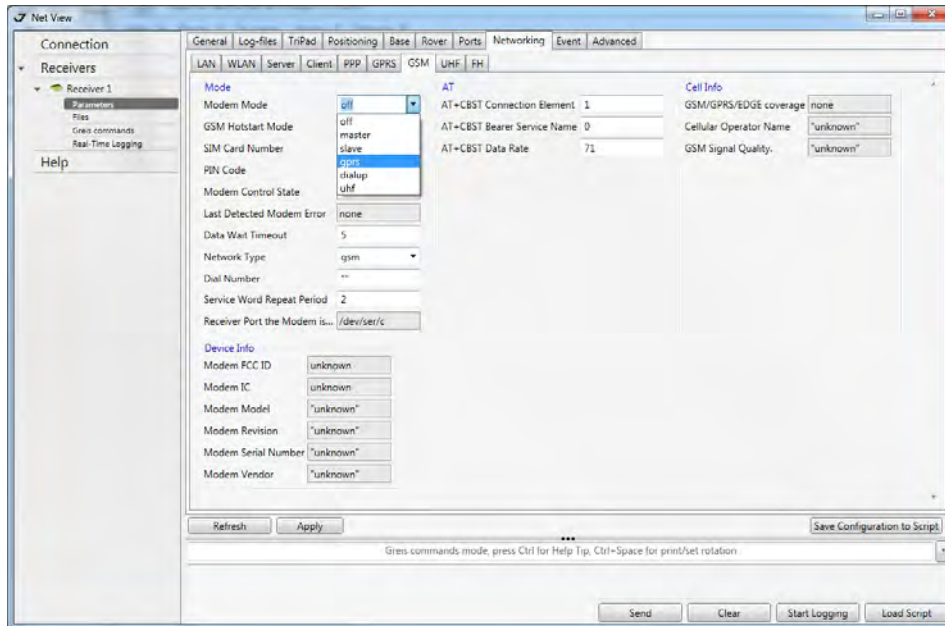 Net View
Connection
Receivers
Receiver 1
Parameters
Files
Greis commands
Real-Time Logging
Help
General Log-files TriPad Positioning Base Rover Ports Networking Event Advanced
LAN WLAN Server Client PPP GPRS GSM UHF FH
Mode
Modem Mode off
off
master
slave
gprs
dialup
uhf
GSM Hotstart Mode
SIM Card Number
PIN Code
Modem Control State
Last Detected Modem Error none
Data Wait Timeout 5
Network Type gsm
Dial Number ""
Service Word Repeat Period 2
Receiver Port the Modem is... /dev/ser/c
Device Info
Modem FCC ID unknown
Modem IC unknown
Modem Model "unknown"
Modem Revision "unknown"
Modem Serial Number "unknown"
Modem Vendor "unknown"
AT
AT+CBST Connection Element 1
AT+CBST Bearer Service Name 0
AT+CBST Data Rate 71
Cell Info
GSM/GPRS/EDGE coverage none
Cellular Operator Name "unknown"
GSM Signal Quality. "unknown"
Refresh Apply Save Configuration to Script
Greis commands mode, press Ctrl for Help Tip, Ctrl+Space for print/set rotation
Send Clear Start Logging Load Script